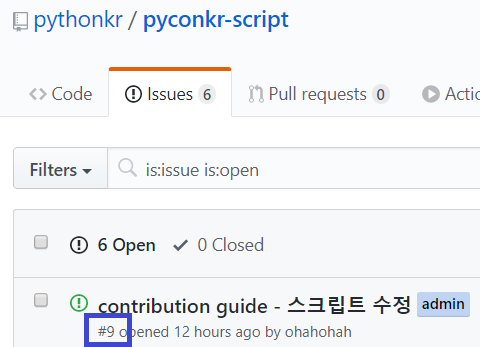 pythonkr / pyconkr-script
Code Issues 6 Pull requests 0 Actio
Filters is:issue is:open
6 Open 0 Closed
contribution guide - 스크립트 수정 admin
#9 opened 12 hours ago by ohahohah